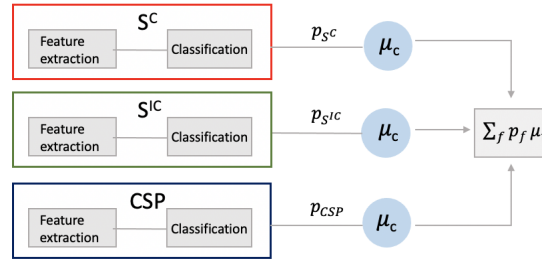 S^C
Feature extraction
Classification
p_{S^C}
μ_c
S^{IC}
Feature extraction
Classification
p_{S^{IC}}
μ_c
∑_f p_f μ
CSP
Feature extraction
Classification
p_{CSP}
μ_c